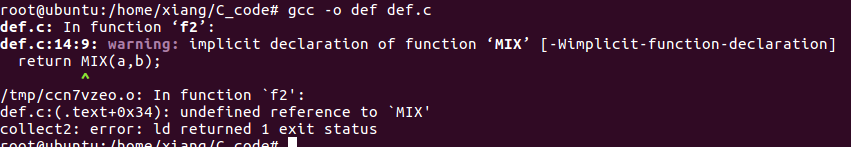 root@ubuntu:/home/xiang/C_code# gcc -o def def.c
def.c: In function ‘f2’:
def.c:14:9: warning: implicit declaration of function ‘MIX’ [-Wimplicit-function-declaration]
  return MIX(a,b);
         ^
/tmp/ccn7vzeo.o: In function `f2':
def.c:(.text+0x34): undefined reference to `MIX'
collect2: error: ld returned 1 exit status
root@ubuntu:/home/xiang/C_code#